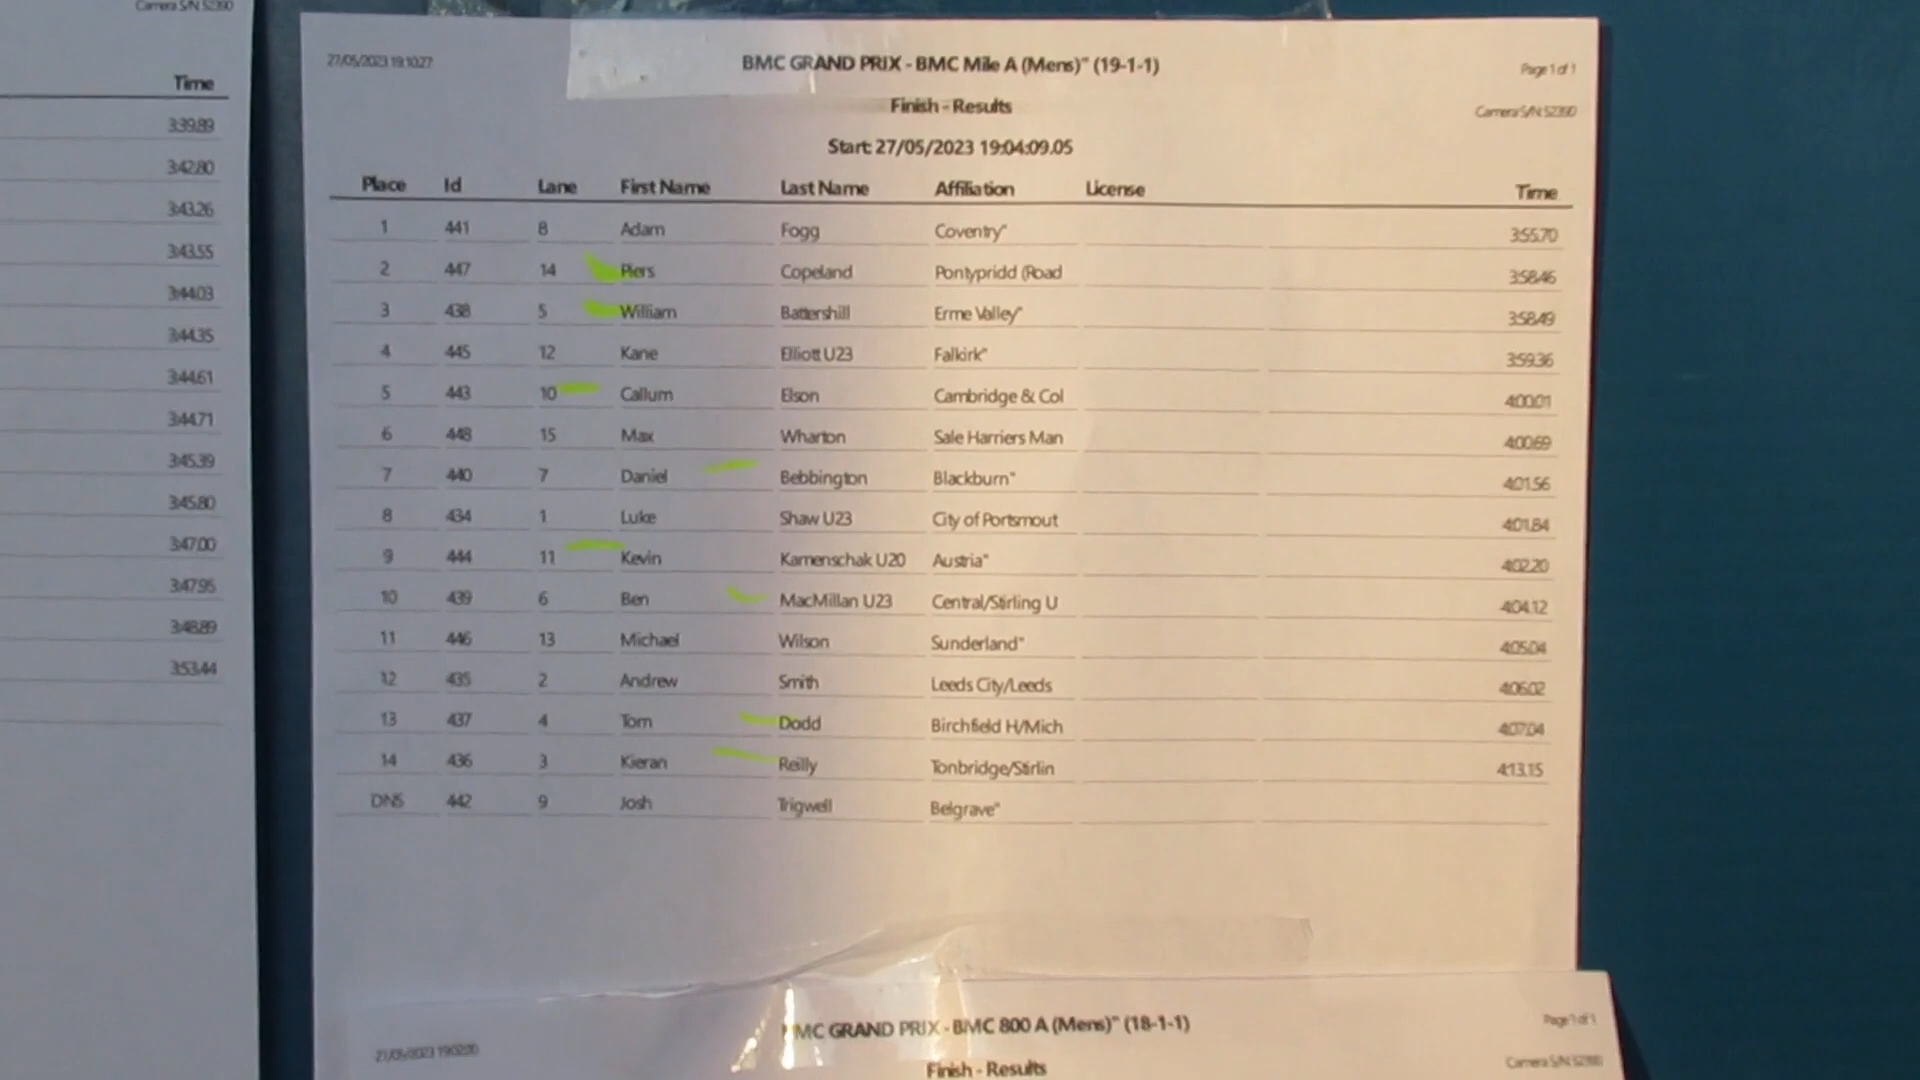 Camera S/N: 52390
Time
3:39.89
3:42.80
3:43.26
3:43.55
3:44.03
3:44.35
3:44.61
3:44.71
3:45.39
3:45.80
3:47.00
3:47.95
3:48.89
3:53.44
27/05/2023 19:10:27
BMC GRAND PRIX - BMC Mile A (Mens)" (19-1-1)
Page 1 of 1
Finish - Results
Camera S/N: 52390
Start: 27/05/2023 19:04:09.05
Place Id Lane First Name Last Name Affiliation License Time
1 441 8 Adam Fogg Coventry" 3:55.70
2 447 14 Piers Copeland Pontypridd (Road 3:58.46
3 438 5 William Battershill Erme Valley" 3:58.49
4 445 12 Kane Elliott U23 Falkirk" 3:59.36
5 443 10 Callum Elson Cambridge & Col 4:00.01
6 448 15 Max Wharton Sale Harriers Man 4:00.69
7 440 7 Daniel Bebbington Blackburn" 4:01.56
8 434 1 Luke Shaw U23 City of Portsmout 4:01.84
9 444 11 Kevin Kamenschak U20 Austria" 4:02.20
10 439 6 Ben MacMillan U23 Central/Stirling U 4:04.12
11 446 13 Michael Wilson Sunderland" 4:05.04
12 435 2 Andrew Smith Leeds City/Leeds 4:06.02
13 437 4 Tom Dodd Birchfield H/Mich 4:07.04
14 436 3 Kieran Reilly Tonbridge/Stirlin 4:13.15
DNS 442 9 Josh Trigwell Belgrave"
BMC GRAND PRIX - BMC 800 A (Mens)" (18-1-1)
Page 1 of 1
27/05/2023 19:02:20
Finish - Results
Camera S/N: 52390